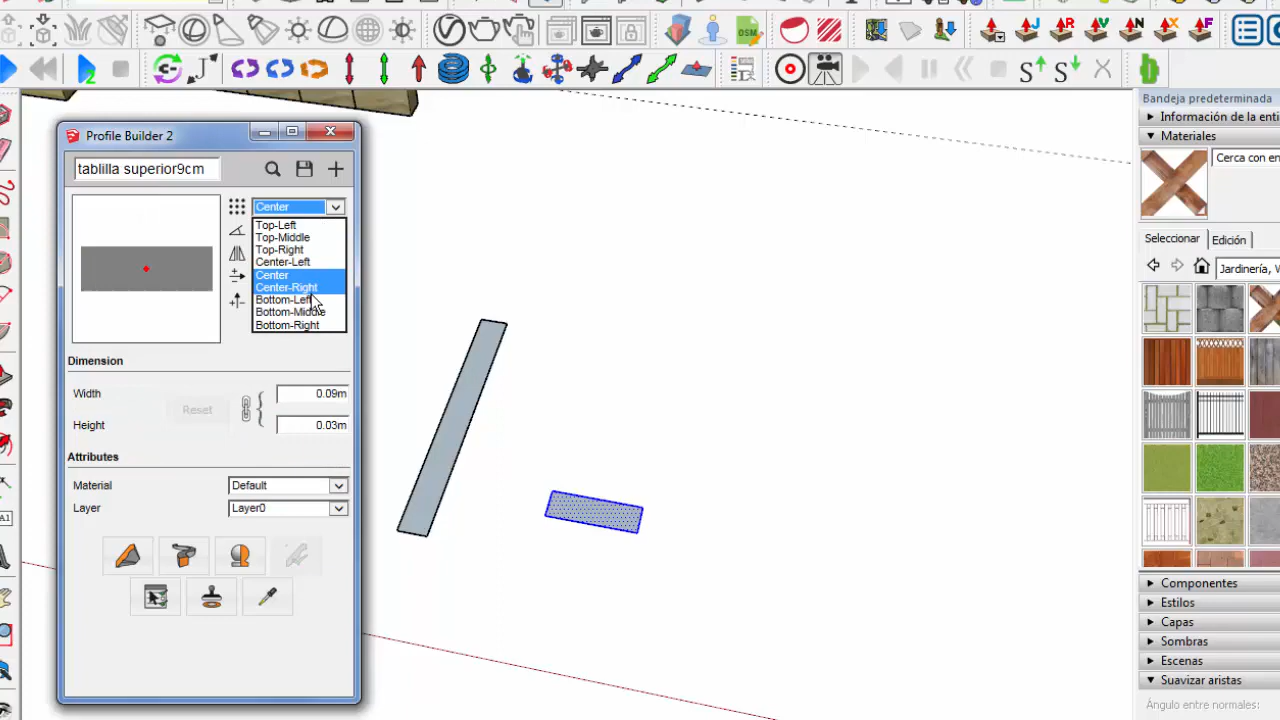 OSM
J
R
V
N
X
F
2
J
S
S
Profile Builder 2
tablilla superior9cm
Center
Top-Left
Top-Middle
Top-Right
Center-Left
Center
Center-Right
Bottom-Left
Bottom-Middle
Bottom-Right
Dimension
Width
0.09m
Reset
Height
0.03m
Attributes
Material
Default
Layer
Layer0
A1
Bandeja predeterminada
Información de la enti
Materiales
Cerca con en
Seleccionar
Edición
Jardinería, V
Componentes
Estilos
Capas
Sombras
Escenas
Suavizar aristas
Ángulo entre normales: